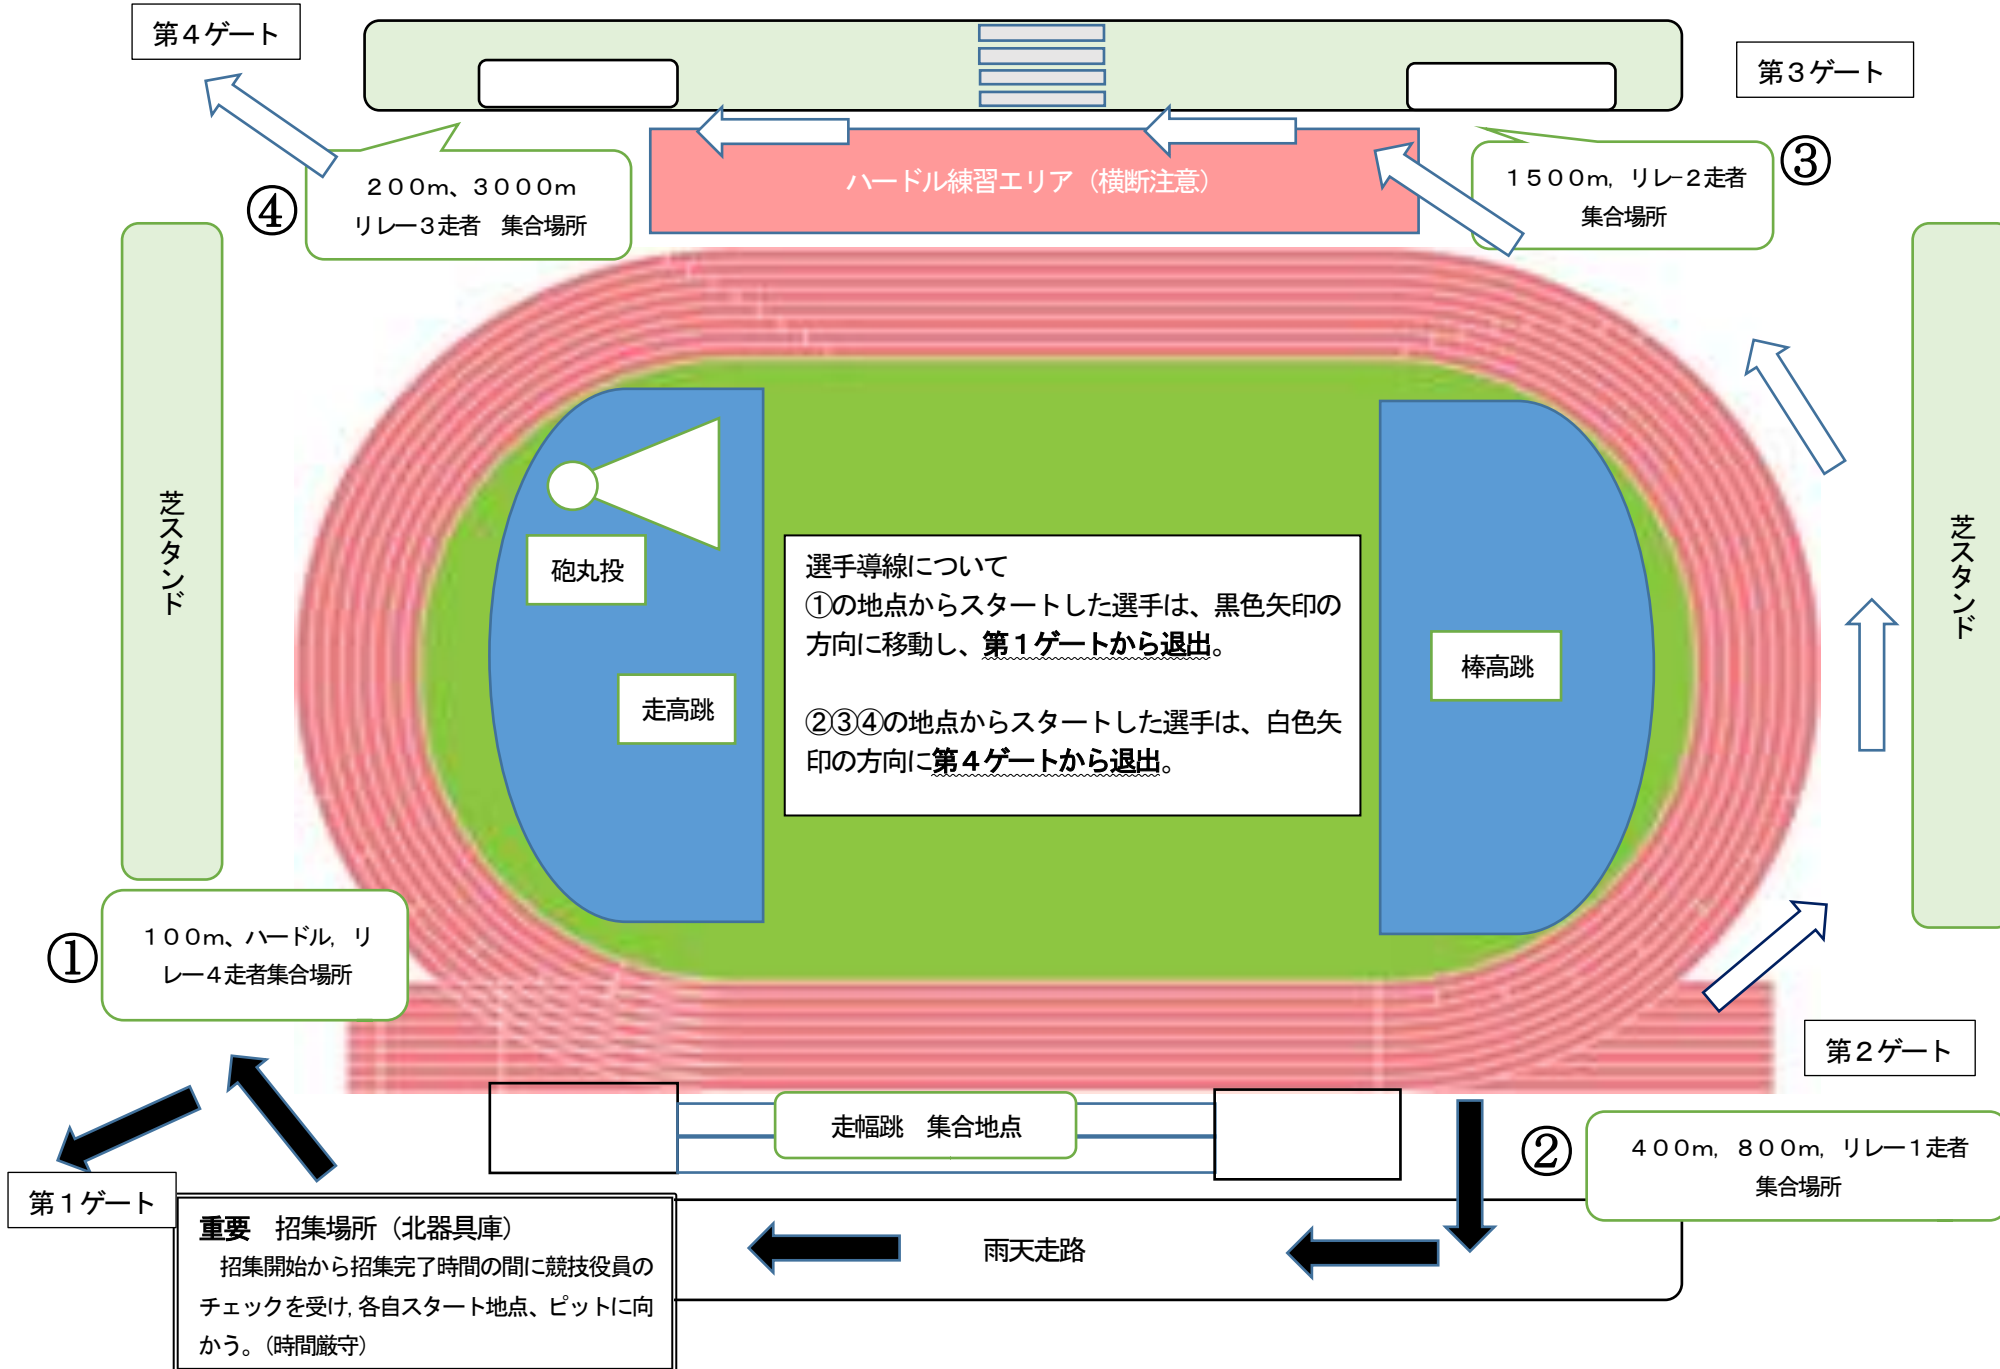 第４ゲート
第３ゲート
③
１５００ｍ，リレｰ２走者
集合場所
ハードル練習エリア（横断注意）
④
２００ｍ、３０００ｍ
リレー３走者　集合場所
芝スタンド
芝スタンド
砲丸投
走高跳
選手導線について
①の地点からスタートした選手は、黒色矢印の
方向に移動し、第１ゲートから退出。
②③④の地点からスタートした選手は、白色矢
印の方向に第４ゲートから退出。
棒高跳
①
１００ｍ、ハードル，リ
レー４走者集合場所
第２ゲート
走幅跳　集合地点
②
４００ｍ，８００ｍ，リレー１走者
集合場所
第１ゲート
重要　招集場所（北器具庫）
招集開始から招集完了時間の間に競技役員の
チェックを受け，各自スタート地点、ピットに向
かう。（時間厳守）
雨天走路